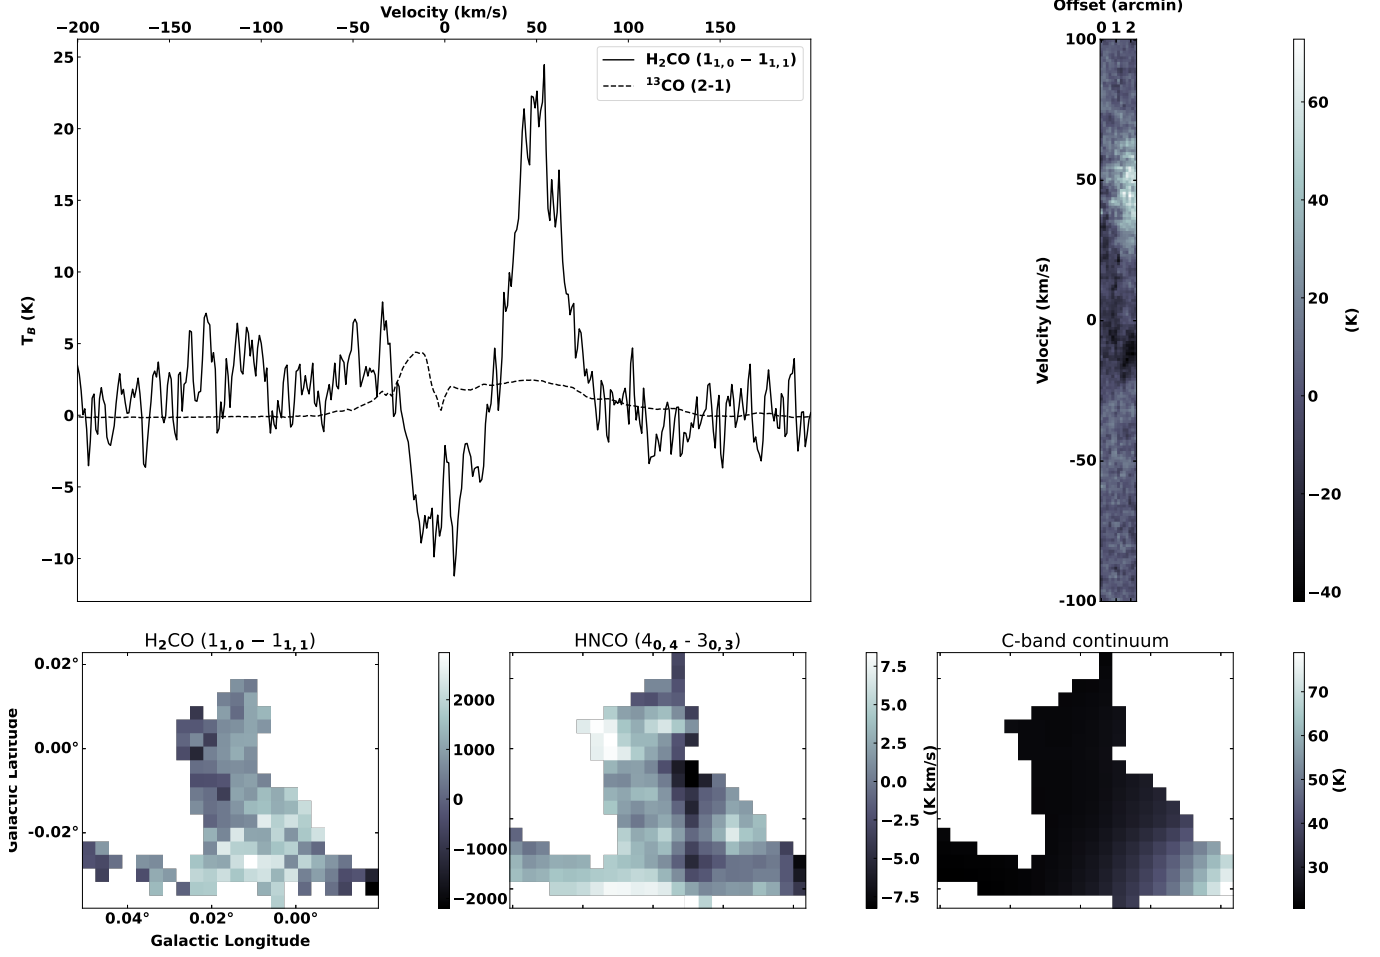 Velocity (km/s)
−200 −150 −100 −50 0 50 100 150
25
20
15
10
5
0
−5
−10
T_B (K)
H₂CO (1₁,₀ − 1₁,₁)
¹³CO (2-1)
Offset (arcmin)
0 1 2
100
50
0
-50
-100
Velocity (km/s)
60
40
20
0
−20
−40
(K)
H₂CO (1₁,₀ − 1₁,₁)
0.02°
0.00°
-0.02°
Galactic Latitude
0.04° 0.02° 0.00°
Galactic Longitude
2000
1000
0
−1000
−2000
HNCO (4₀,₄ - 3₀,₃)
7.5
5.0
2.5
0.0
−2.5
−5.0
−7.5
(K km/s)
C-band continuum
70
60
50
40
30
(K)